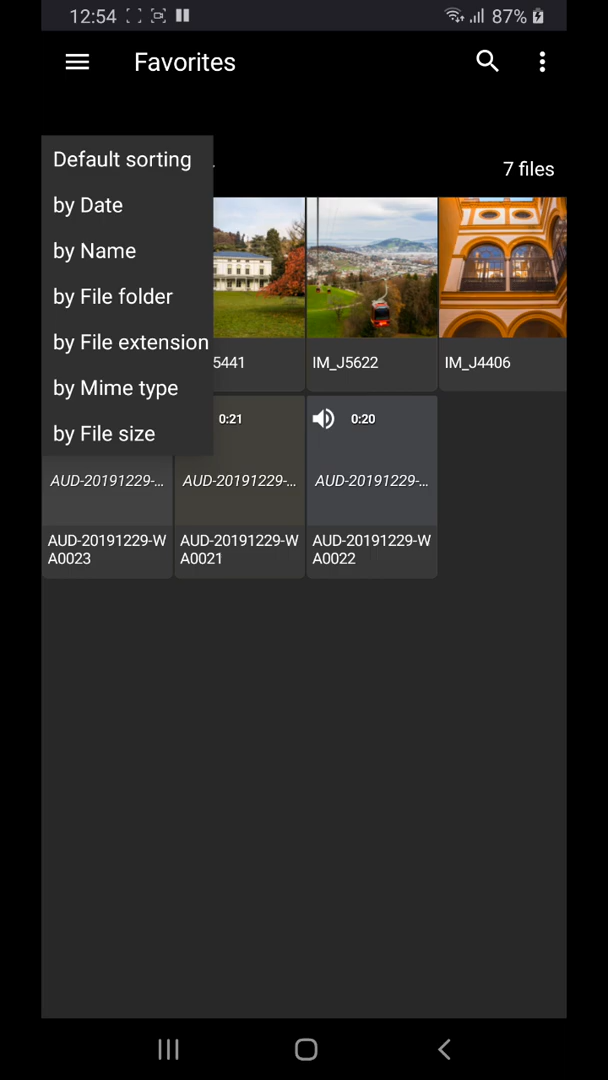 12:54
87%
Favorites
7 files
Default sorting
by Date
by Name
by File folder
by File extension
by Mime type
by File size
5441
IM_J5622
IM_J4406
0:21
0:20
AUD-20191229-...
AUD-20191229-...
AUD-20191229-...
AUD-20191229-W
A0023
AUD-20191229-W
A0021
AUD-20191229-W
A0022